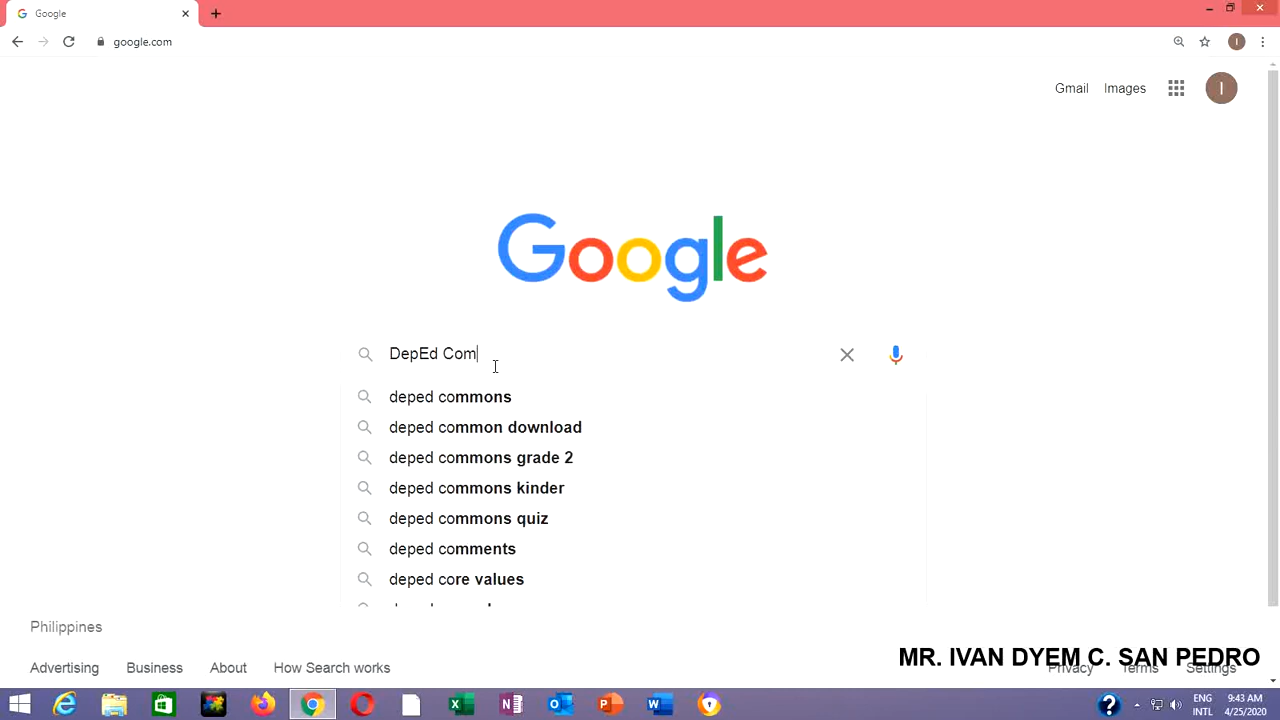 Google
google.com
Gmail Images
I
Google
DepEd Com
deped commons
deped common download
deped commons grade 2
deped commons kinder
deped commons quiz
deped comments
deped core values
Philippines
MR. IVAN DYEM C. SAN PEDRO
Advertising Business About How Search works Privacy Terms Settings
ENG 9:43 AM
INTL 4/25/2020